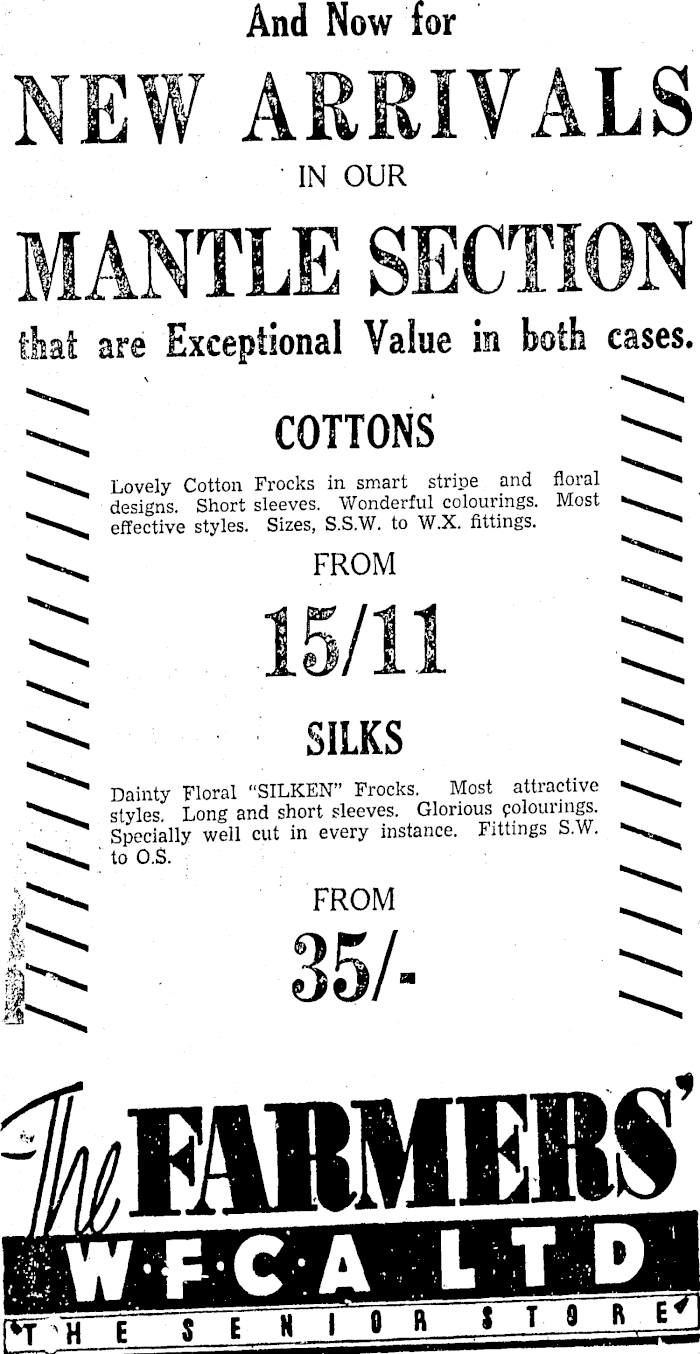 And Now for
NEW ARRIVALS
IN OUR
MANTLE SECTION
that are Exceptional Value in both cases.
COTTONS
Lovely Cotton Frocks in smart stripe and floral
designs. Short sleeves. Wonderful colourings. Most
effective styles. Sizes, S.S.W. to W.X. fittings.
FROM
15/11
SILKS
Dainty Floral "SILKEN" Frocks. Most attractive
styles. Long and short sleeves. Glorious colourings.
Specially well cut in every instance. Fittings S.W.
to O.S.
FROM
35/-
The FARMERS'
W·F·C·A LTD
"THE SENIOR STORE"